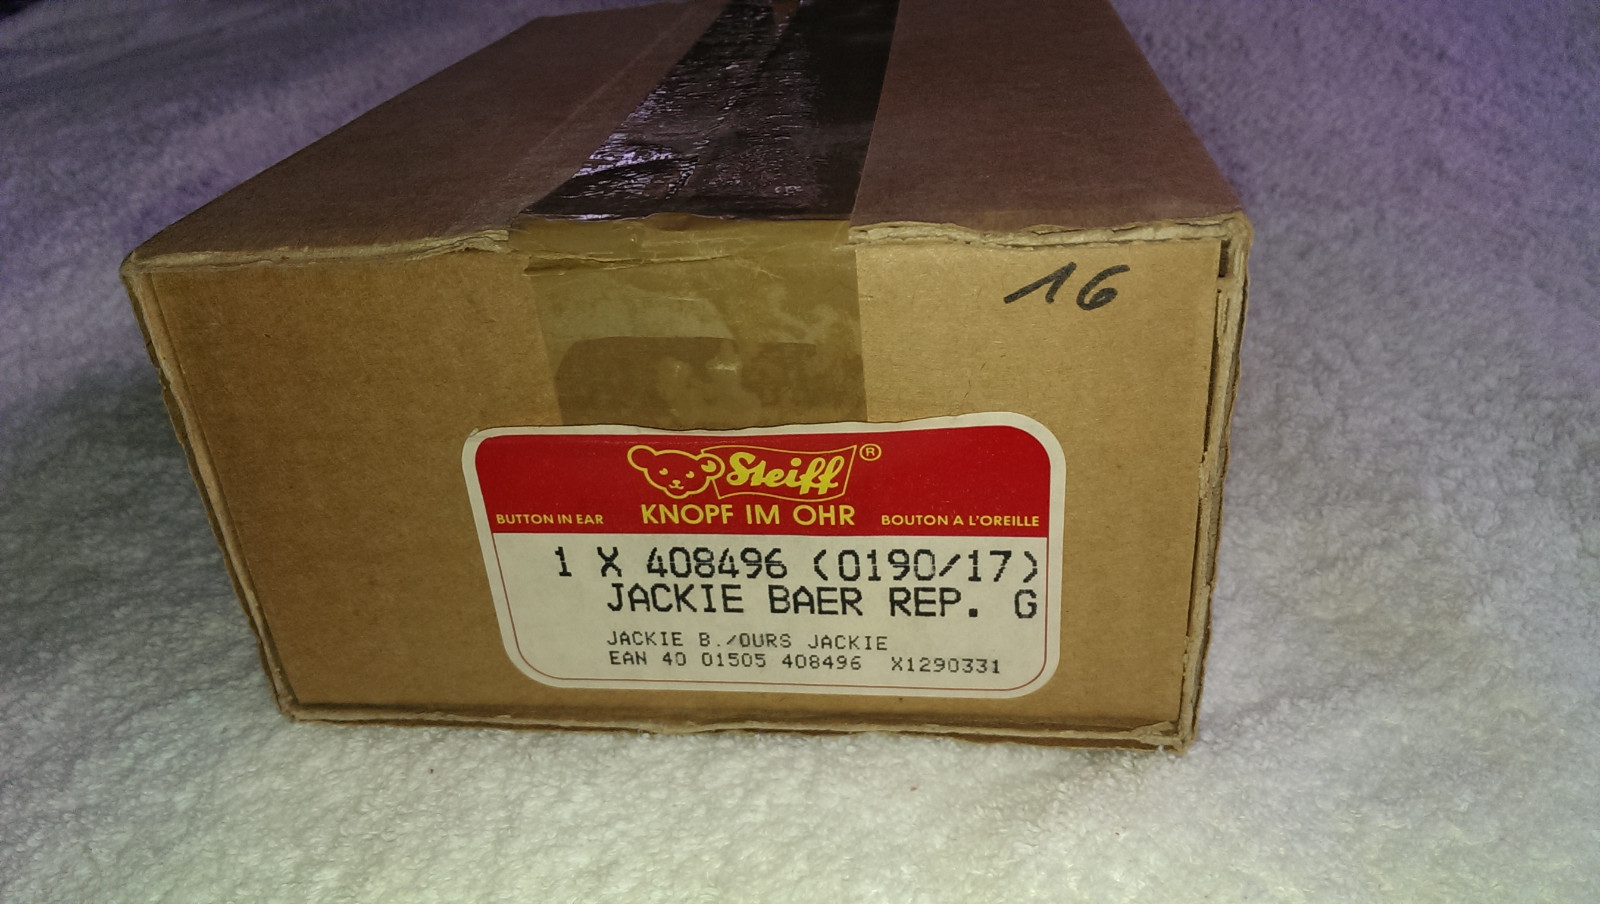 16
Steiff®
BUTTON IN EAR KNOPF IM OHR BOUTON A L'OREILLE
1 X 408496 (0190/17)
JACKIE BAER REP. G
JACKIE B./OURS JACKIE
EAN 40 01505 408496 X1290331